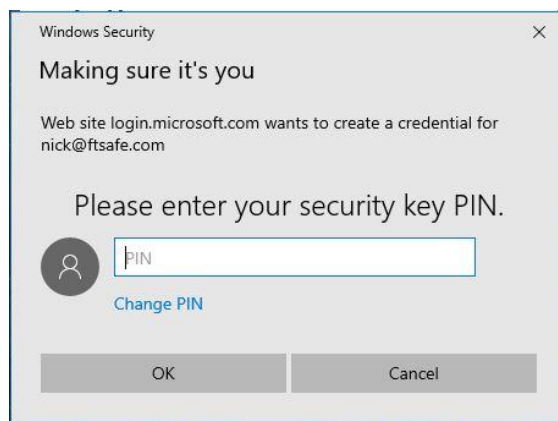 Windows Security
Making sure it's you
Web site login.microsoft.com wants to create a credential for
nick@ftsafe.com
Please enter your security key PIN.
PIN
Change PIN
OK
Cancel